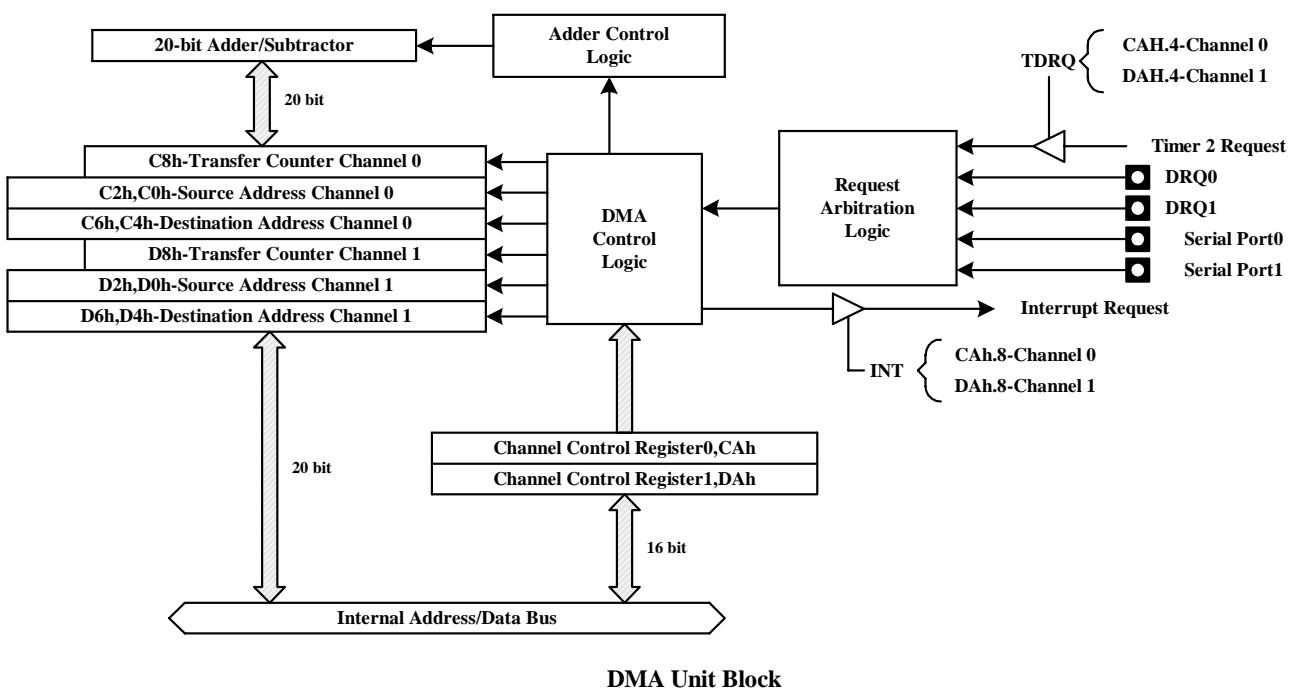 20-bit Adder/Subtractor
Adder Control
Logic
TDRQ
CAH.4-Channel 0
DAH.4-Channel 1
20 bit
C8h-Transfer Counter Channel 0
C2h,C0h-Source Address Channel 0
C6h,C4h-Destination Address Channel 0
D8h-Transfer Counter Channel 1
D2h,D0h-Source Address Channel 1
D6h,D4h-Destination Address Channel 1
DMA
Control
Logic
Request
Arbitration
Logic
Timer 2 Request
DRQ0
DRQ1
Serial Port0
Serial Port1
Interrupt Request
INT
CAh.8-Channel 0
DAh.8-Channel 1
Channel Control Register0,CAh
Channel Control Register1,DAh
20 bit
16 bit
Internal Address/Data Bus
DMA Unit Block